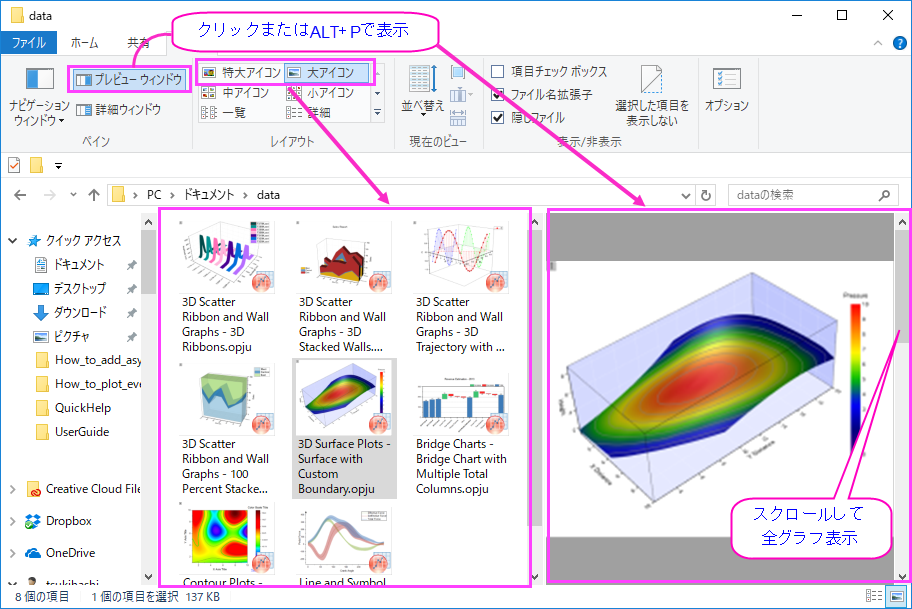 data
クリックまたはALT+ Pで表示
ファイル
ホーム
共有
プレビュー ウィンドウ
特大アイコン
大アイコン
中アイコン
小アイコン
一覧
詳細
ナビゲーション
ウィンドウ
詳細ウィンドウ
ペイン
レイアウト
並べ替え
現在のビュー
項目チェック ボックス
ファイル名拡張子
隠しファイル
表示/非表示
選択した項目を
表示しない
オプション
PC
ドキュメント
data
dataの検索
クイック アクセス
ドキュメント
デスクトップ
ダウンロード
ピクチャ
How_to_add_asy
How_to_plot_eve
QuickHelp
UserGuide
Creative Cloud File
Dropbox
OneDrive
tsukihashi
3D Scatter
Ribbon and Wall
Graphs - 3D
Ribbons.opju
3D Scatter
Ribbon and Wall
Graphs - 3D
Stacked Walls....
3D Scatter
Ribbon and Wall
Graphs - 3D
Trajectory with ...
3D Scatter
Ribbon and Wall
Graphs - 100
Percent Stacke...
3D Surface Plots -
Surface with
Custom
Boundary.opju
Bridge Charts -
Bridge Chart with
Multiple Total
Columns.opju
Contour Plots -
Line and Symbol
Pressure
スクロールして
全グラフ表示
8 個の項目
1 個の項目を選択 137 KB